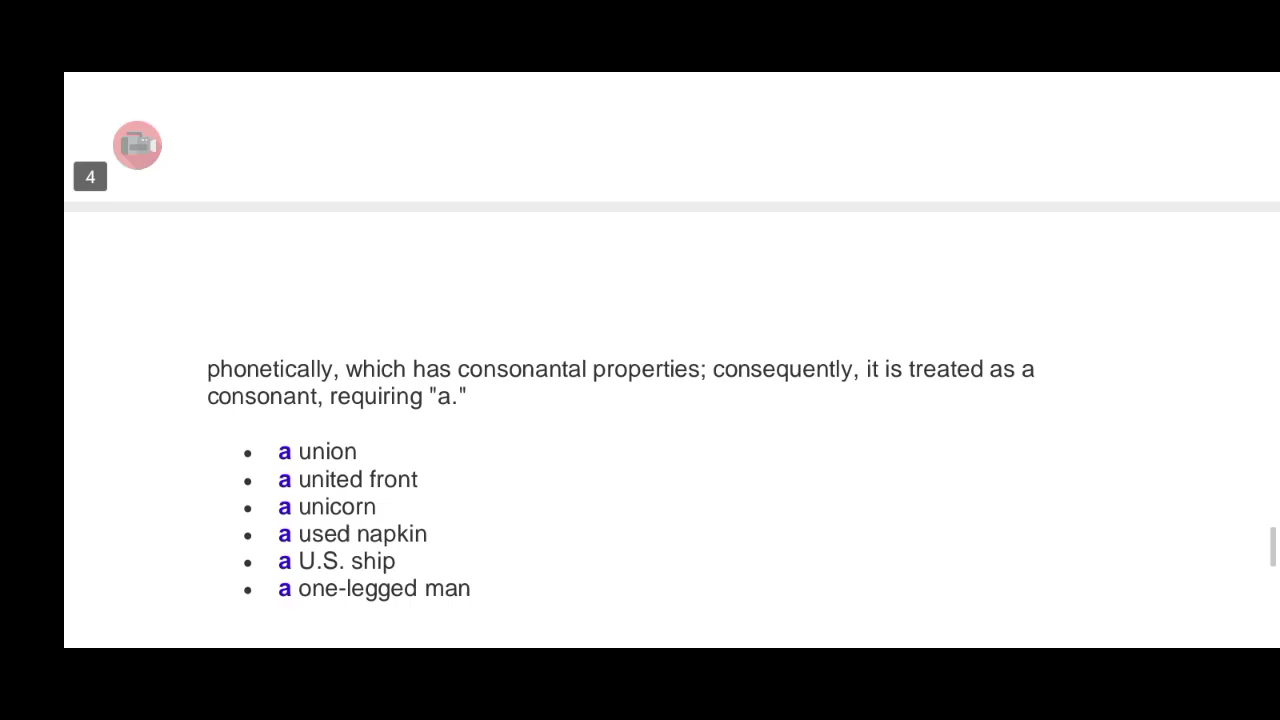 4
phonetically, which has consonantal properties; consequently, it is treated as a
consonant, requiring "a."
• a union
• a united front
• a unicorn
• a used napkin
• a U.S. ship
• a one-legged man